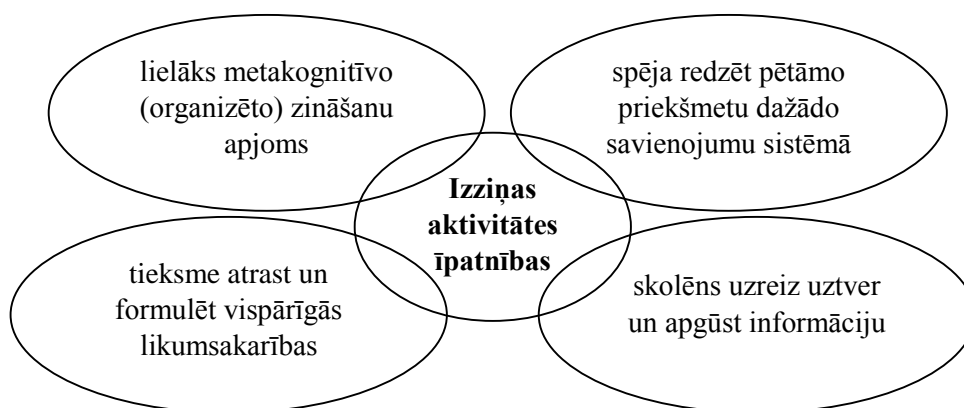 lielāks metakognitīvo
(organizēto) zināšanu
apjoms
spēja redzēt pētāmo
priekšmetu dažādo
savienojumu sistēmā
Izziņas
aktivitātes
īpatnības
tieksme atrast un
formulēt vispārīgās
likumsakarības
skolēns uzreiz uztver
un apgūst informāciju